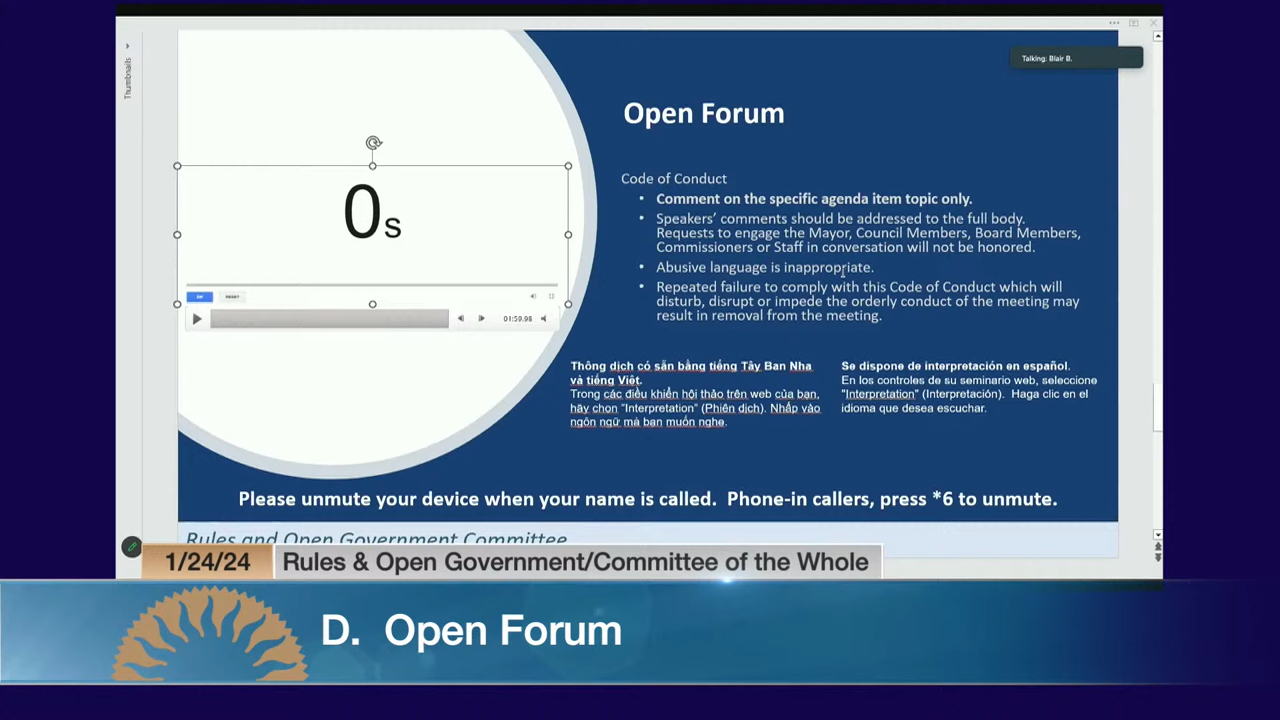 Thumbnails
Talking: Blair B.
Open Forum
0s
Code of Conduct
• Comment on the specific agenda item topic only.
• Speakers’ comments should be addressed to the full body.
Requests to engage the Mayor, Council Members, Board Members,
Commissioners or Staff in conversation will not be honored.
• Abusive language is inappropriate.
• Repeated failure to comply with this Code of Conduct which will
disturb, disrupt or impede the orderly conduct of the meeting may
result in removal from the meeting.
RESET
01:59.98
Thông dịch có sẵn bằng tiếng Tây Ban Nha
và tiếng Việt.
Trong các điều khiển hội thảo trên web của bạn,
hãy chọn "Interpretation" (Phiên dịch). Nhấp vào
ngôn ngữ mà bạn muốn nghe.
Se dispone de interpretación en español.
En los controles de su seminario web, seleccione
"Interpretation" (Interpretación). Haga clic en el
idioma que desea escuchar.
Please unmute your device when your name is called. Phone-in callers, press *6 to unmute.
Rules and Open Government Committee
1/24/24
Rules & Open Government/Committee of the Whole
D. Open Forum